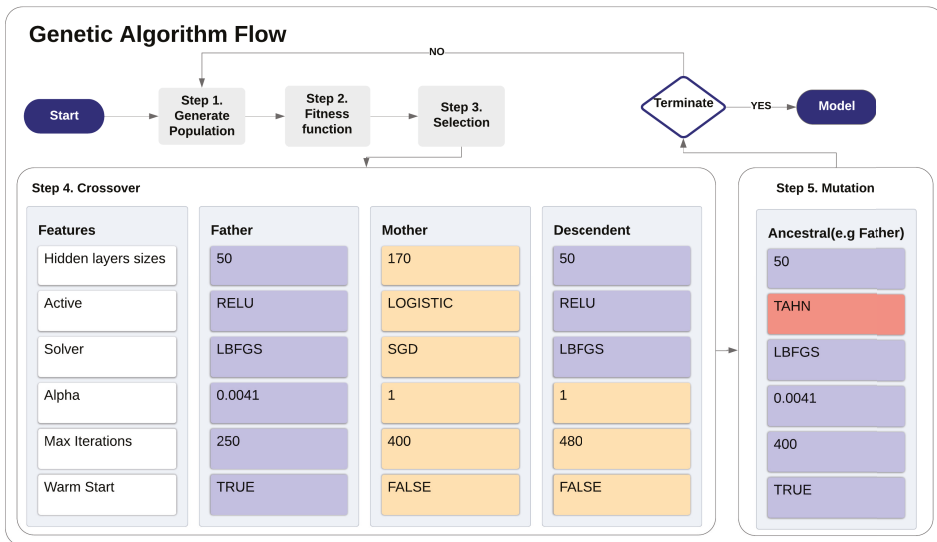 Genetic Algorithm Flow
NO
Start
Step 1.
Generate
Population
Step 2.
Fitness
function
Step 3.
Selection
Terminate
YES
Model
Step 4. Crossover
Features
Hidden layers sizes
Active
Solver
Alpha
Max Iterations
Warm Start
Father
50
RELU
LBFGS
0.0041
250
TRUE
Mother
170
LOGISTIC
SGD
1
400
FALSE
Descendent
50
RELU
LBFGS
1
480
FALSE
Step 5. Mutation
Ancestral(e.g Father)
50
TAHN
LBFGS
0.0041
400
TRUE